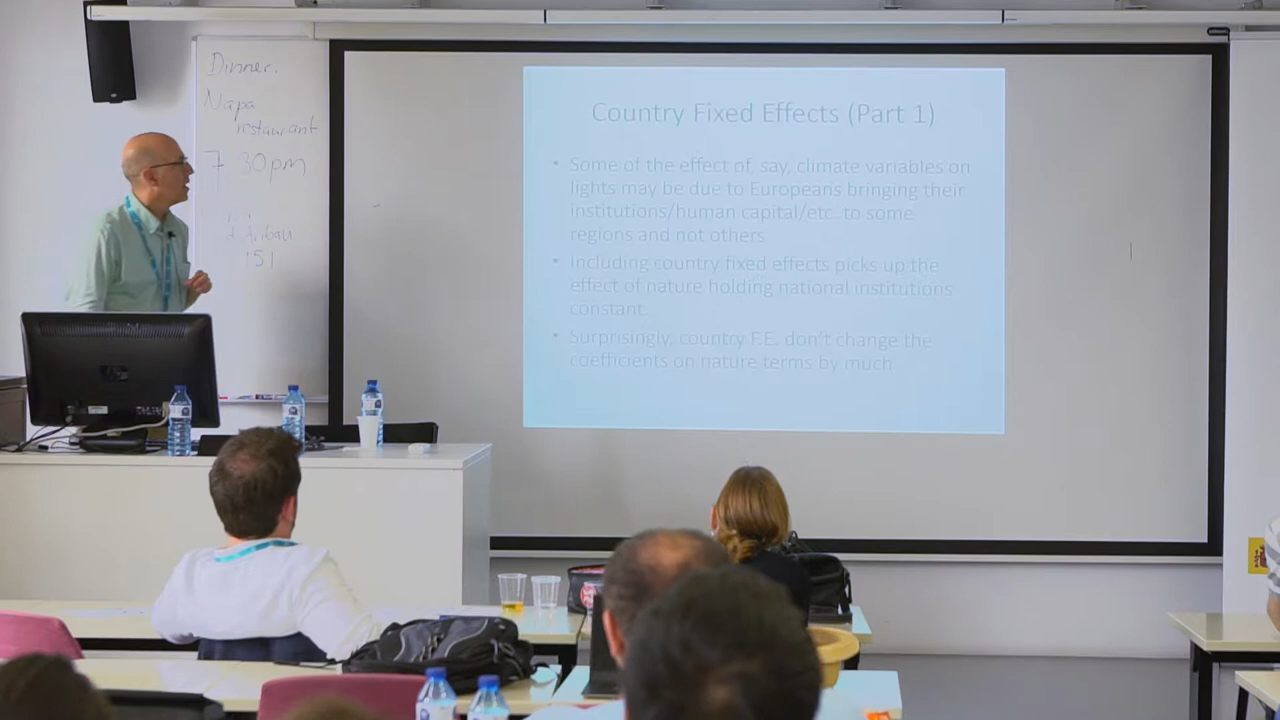 Dinner.
Napa
restaurant
7 30pm
151
Country Fixed Effects (Part 1)
• Some of the effect of, say, climate variables on
lights may be due to Europeans bringing their
institutions/human capital/etc. to some
regions and not others.
• Including country fixed effects picks up the
effect of nature holding national institutions
constant.
• Surprisingly, country F.E. don't change the
coefficients on nature terms by much.